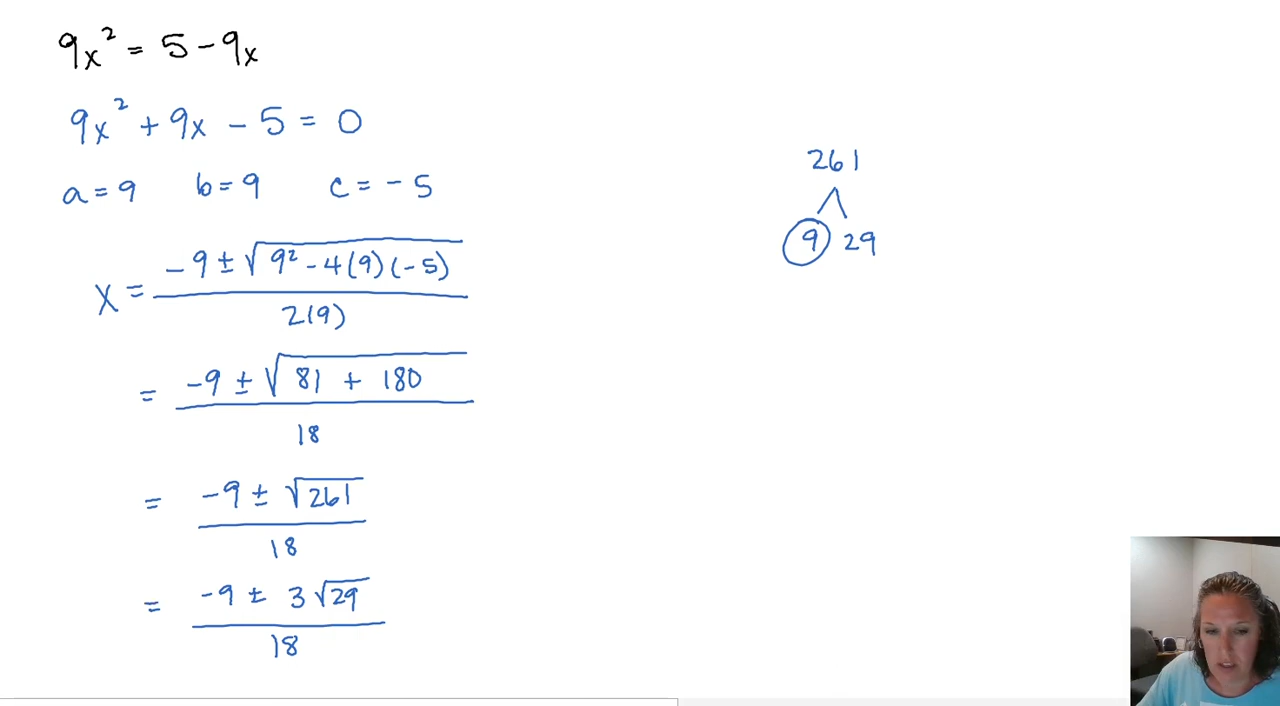 9x² = 5 - 9x
9x² + 9x - 5 = 0
a = 9 b = 9 c = - 5
x = (-9 ± √(9² - 4(9)(-5))) / 2(9)
= (-9 ± √(81 + 180)) / 18
= (-9 ± √261) / 18
= (-9 ± 3√29) / 18
261
9 29